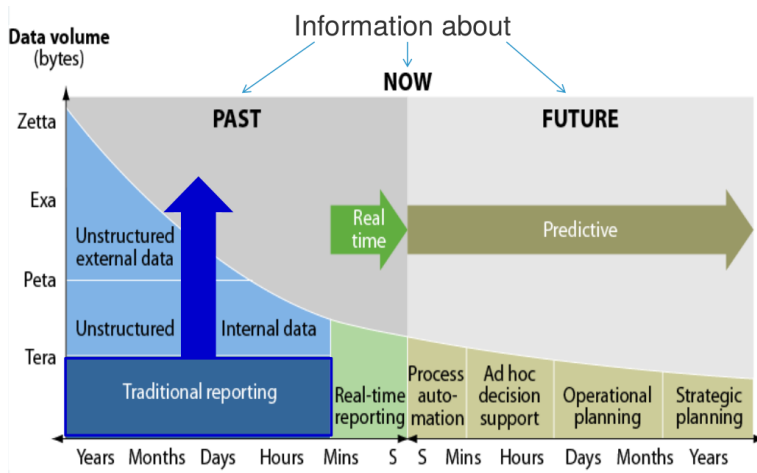 Information about
Data volume
(bytes)
NOW
PAST
FUTURE
Zetta
Exa
Peta
Tera
Real
time
Predictive
Unstructured
external data
Unstructured
Internal data
Traditional reporting
Real-time
reporting
Process
auto-
mation
Ad hoc
decision
support
Operational
planning
Strategic
planning
Years Months Days Hours Mins S S Mins Hours Days Months Years